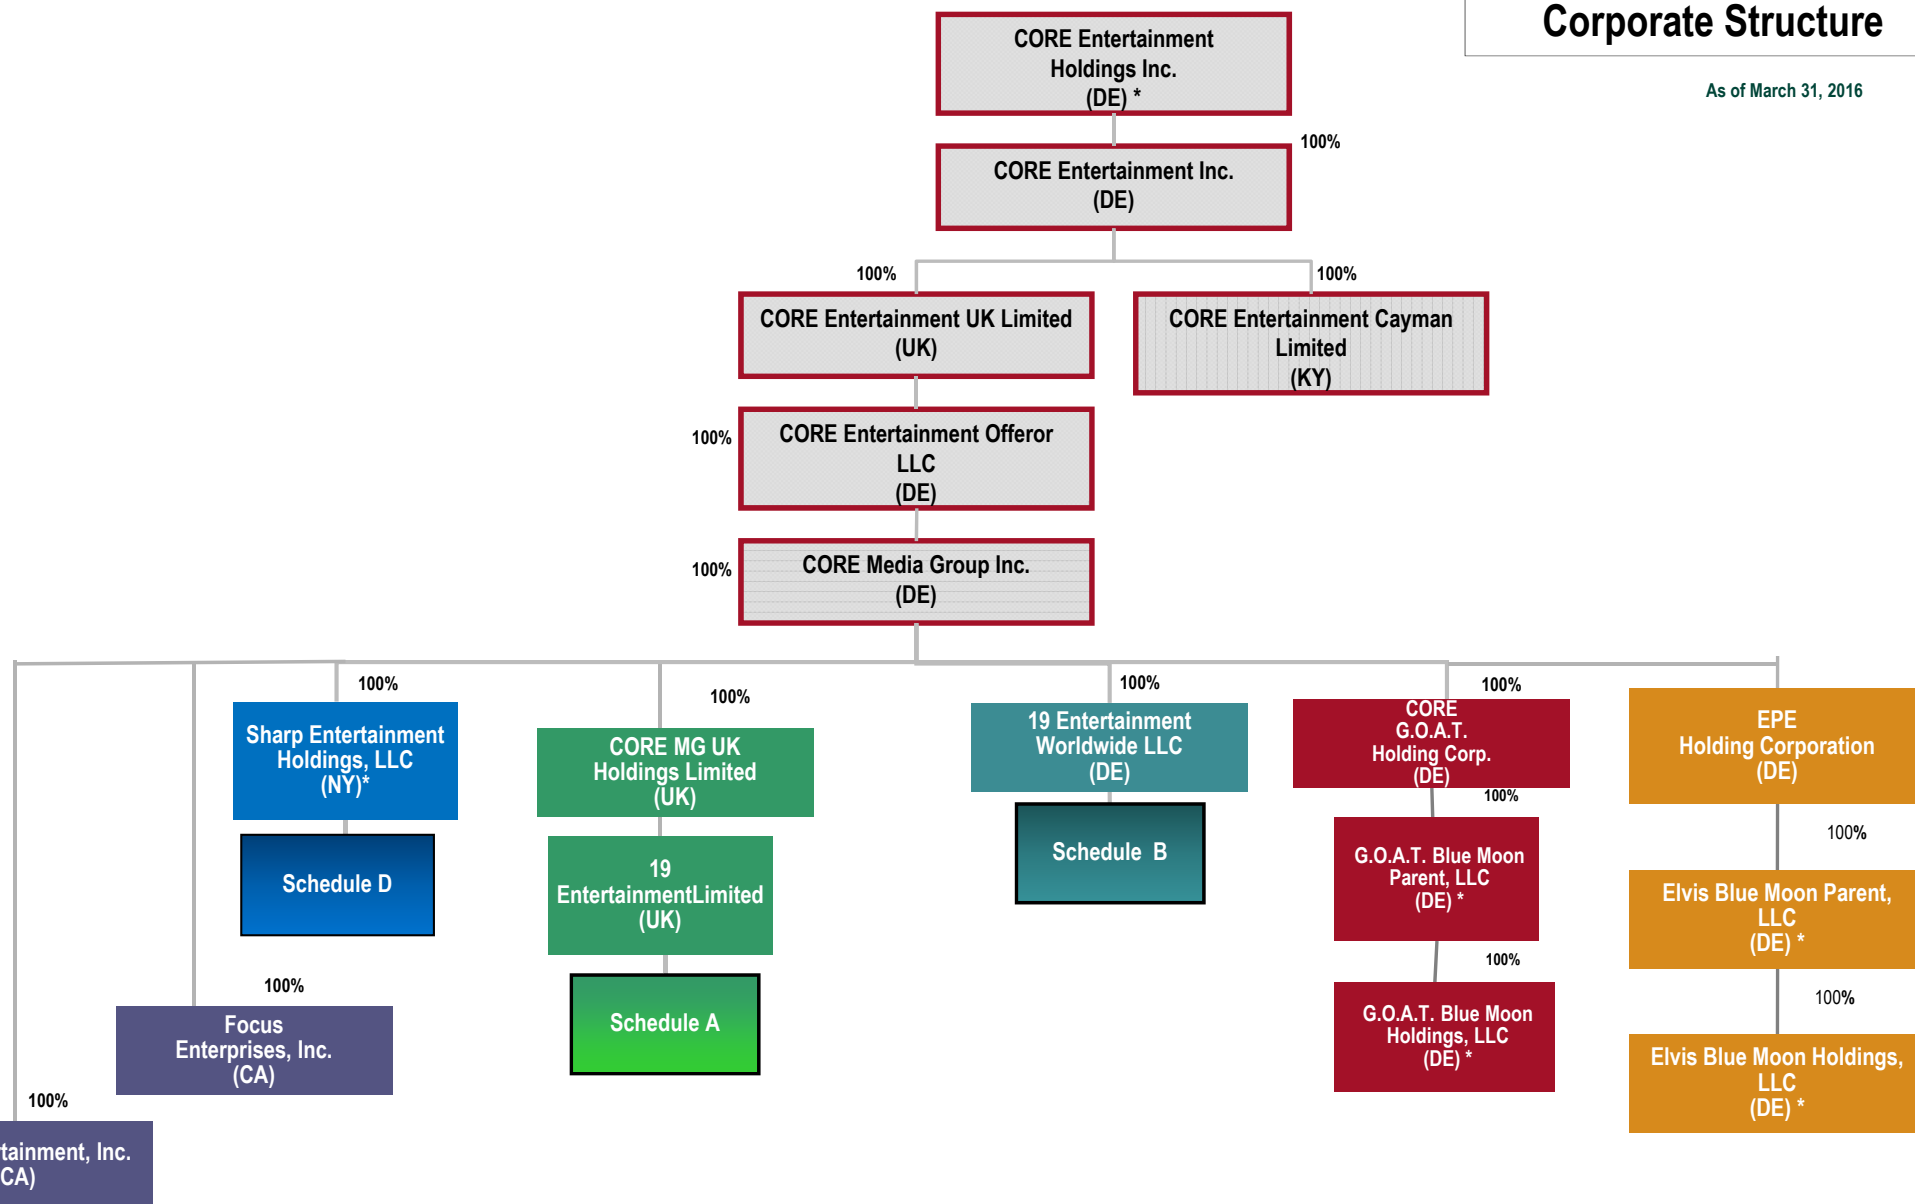 Corporate Structure
As of March 31, 2016
CORE Entertainment
Holdings Inc.
(DE) *
100%
CORE Entertainment Inc.
(DE)
100%
100%
CORE Entertainment UK Limited
(UK)
CORE Entertainment Cayman
Limited
(KY)
100%
CORE Entertainment Offeror
LLC
(DE)
100%
CORE Media Group Inc.
(DE)
100%
Sharp Entertainment
Holdings, LLC
(NY)*
Schedule D
100%
CORE MG UK
Holdings Limited
(UK)
19
EntertainmentLimited
(UK)
Schedule A
100%
19 Entertainment
Worldwide LLC
(DE)
Schedule B
100%
CORE
G.O.A.T.
Holding Corp.
(DE)
100%
G.O.A.T. Blue Moon
Parent, LLC
(DE) *
100%
G.O.A.T. Blue Moon
Holdings, LLC
(DE) *
EPE
Holding Corporation
(DE)
100%
Elvis Blue Moon Parent,
LLC
(DE) *
100%
Elvis Blue Moon Holdings,
LLC
(DE) *
100%
Focus
Enterprises, Inc.
(CA)
100%
tainment, Inc.
CA)